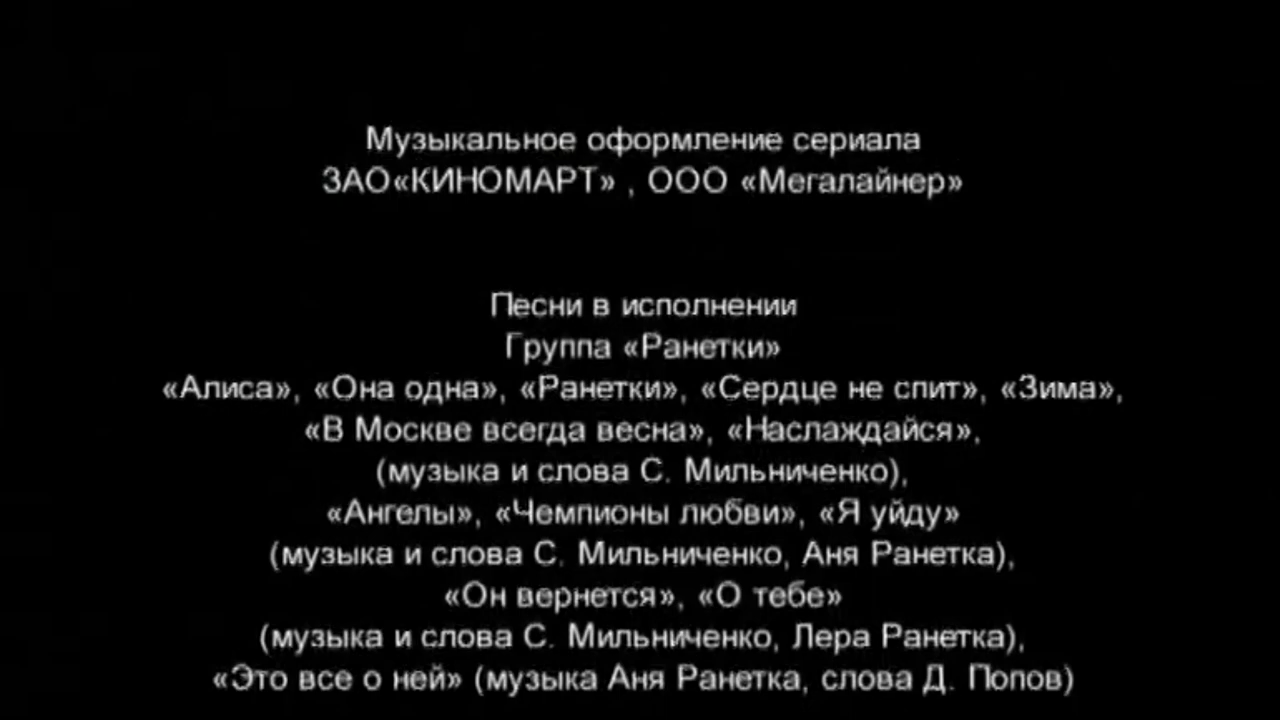 Музыкальное оформление сериала
ЗАО«КИНОМАРТ» , ООО «Мегалайнер»
Песни в исполнении
Группа «Ранетки»
«Алиса», «Она одна», «Ранетки», «Сердце не спит», «Зима»,
«В Москве всегда весна», «Наслаждайся»,
(музыка и слова С. Мильниченко),
«Ангелы», «Чемпионы любви», «Я уйду»
(музыка и слова С. Мильниченко, Аня Ранетка),
«Он вернется», «О тебе»
(музыка и слова С. Мильниченко, Лера Ранетка),
«Это все о ней» (музыка Аня Ранетка, слова Д. Попов)